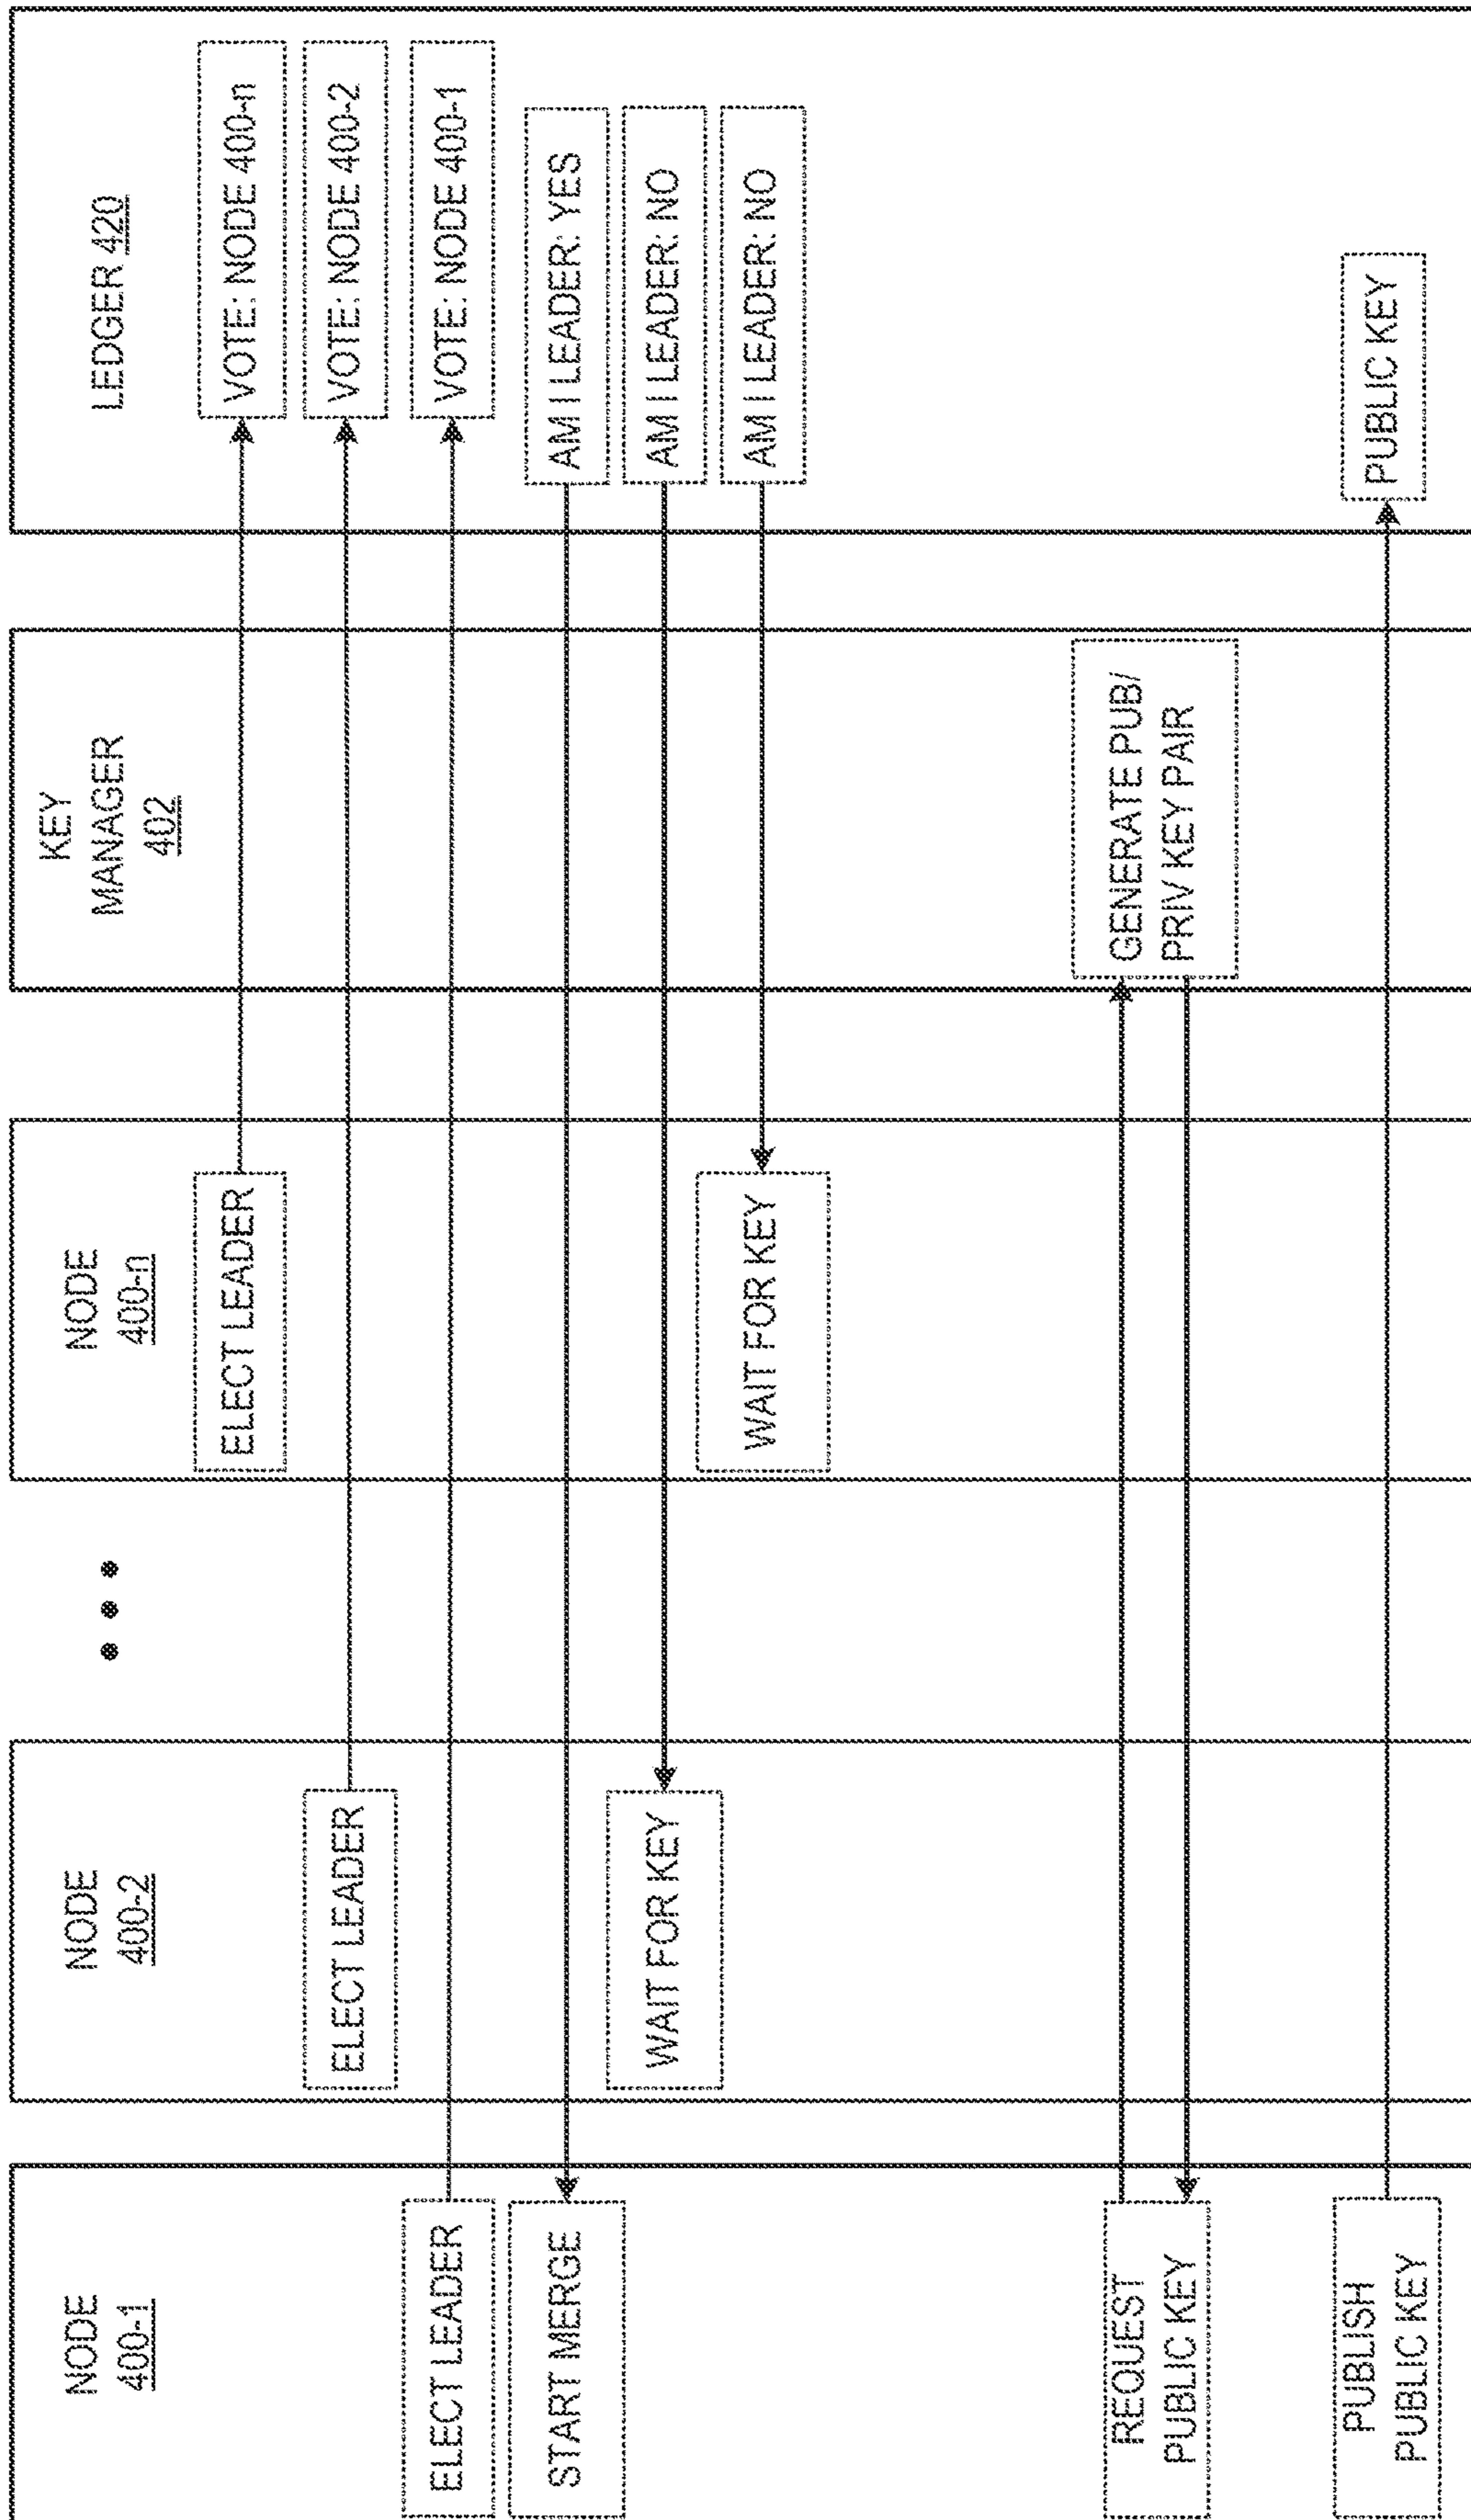 NODE
400-1
NODE
400-2
NODE
400-n
KEY
MANAGER
402
LEDGER 420
ELECT LEADER
VOTE: NODE 400-n
ELECT LEADER
VOTE: NODE 400-2
ELECT LEADER
VOTE: NODE 400-1
START MERGE
AM I LEADER: YES
WAIT FOR KEY
AM I LEADER: NO
WAIT FOR KEY
AM I LEADER: NO
REQUEST
PUBLIC KEY
GENERATE PUB/
PRIV KEY PAIR
PUBLISH
PUBLIC KEY
PUBLIC KEY